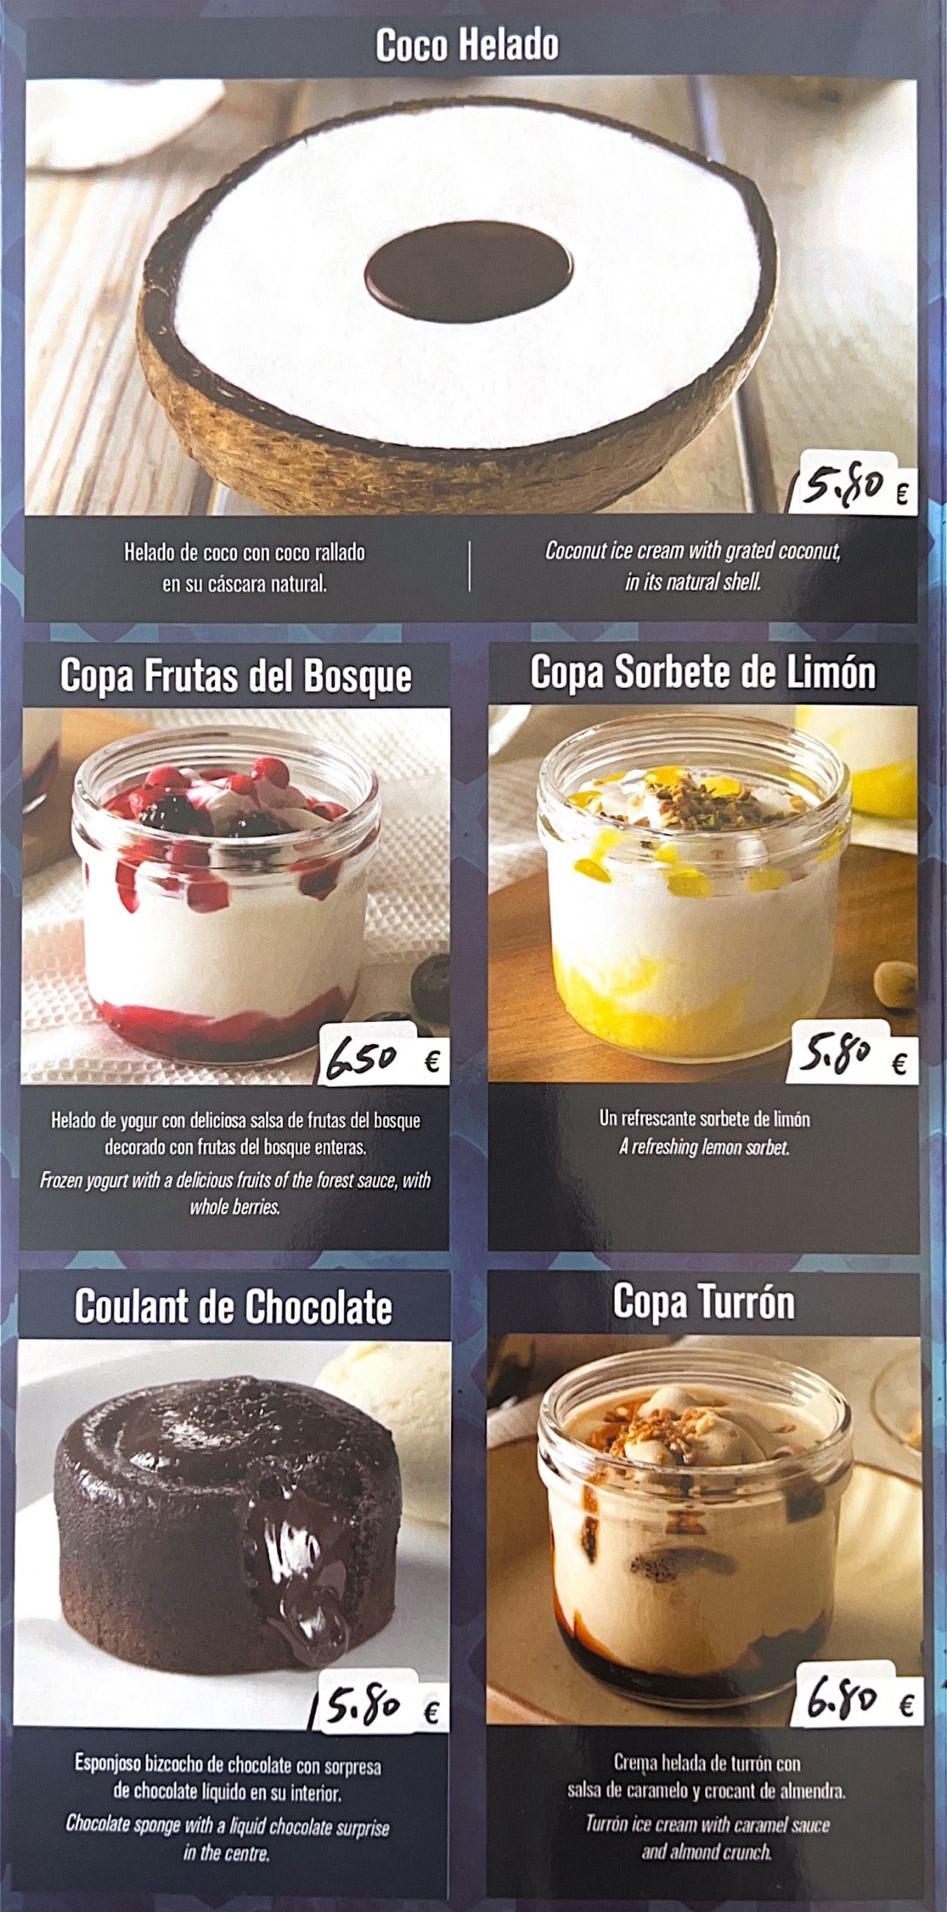 Coco Helado
5.80 €
Helado de coco con coco rallado
en su cáscara natural.
Coconut ice cream with grated coconut,
in its natural shell.
Copa Frutas del Bosque
6.50 €
Helado de yogur con deliciosa salsa de frutas del bosque
decorado con frutas del bosque enteras.
Frozen yogurt with a delicious fruits of the forest sauce, with
whole berries.
Copa Sorbete de Limón
5.80 €
Un refrescante sorbete de limón
A refreshing lemon sorbet.
Coulant de Chocolate
5.80 €
Esponjoso bizcocho de chocolate con sorpresa
de chocolate líquido en su interior.
Chocolate sponge with a liquid chocolate surprise
in the centre.
Copa Turrón
6.80 €
Crema helada de turrón con
salsa de caramelo y crocant de almendra.
Turrón ice cream with caramel sauce
and almond crunch.